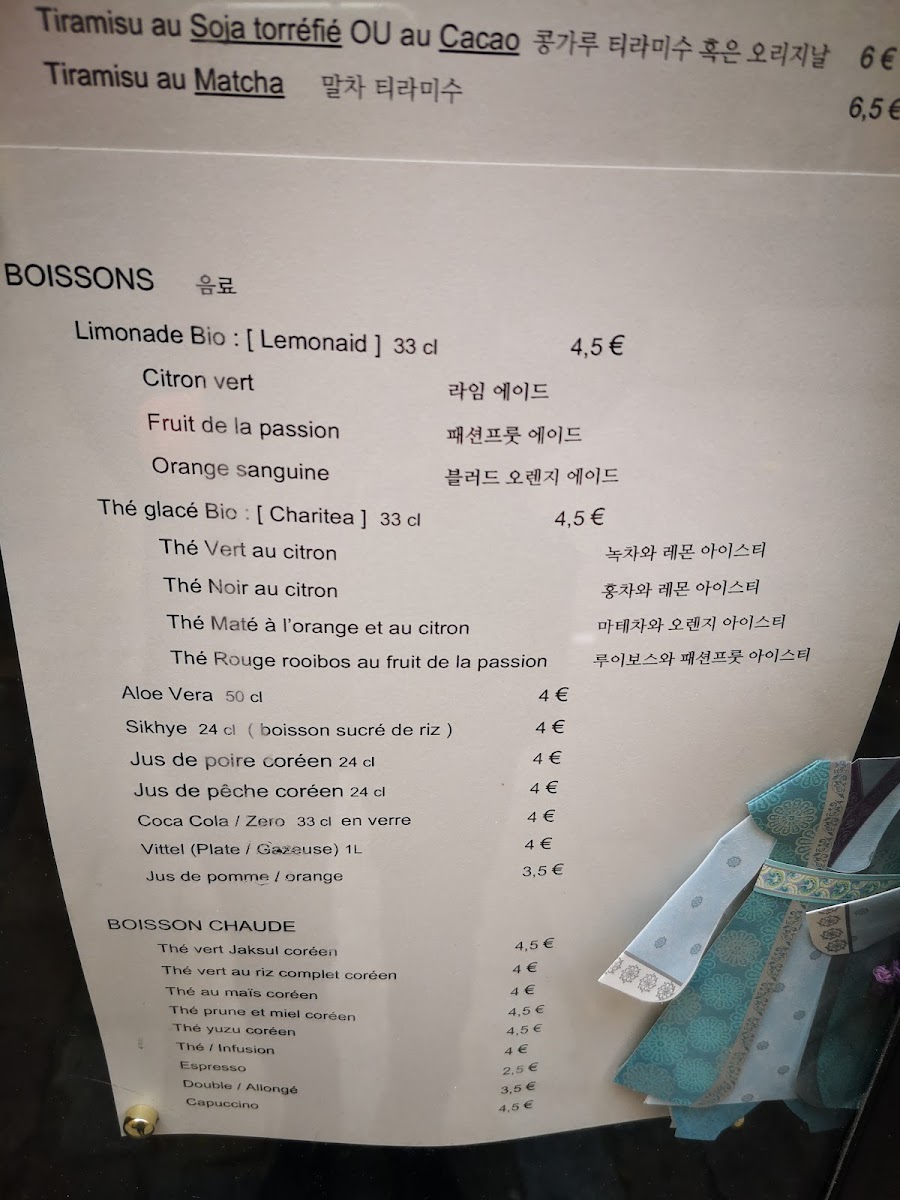 Tiramisu au Soja torréfié OU au Cacao 콩가루 티라미수 혹은 오리지날 6 €
Tiramisu au Matcha 말차 티라미수 6,5 €
BOISSONS 음료
Limonade Bio : [ Lemonaid ] 33 cl 4,5 €
Citron vert 라임 에이드
Fruit de la passion 패션프룻 에이드
Orange sanguine 블러드 오렌지 에이드
Thé glacé Bio : [ Charitea ] 33 cl 4,5 €
Thé Vert au citron 녹차와 레몬 아이스티
Thé Noir au citron 홍차와 레몬 아이스티
Thé Maté à l'orange et au citron 마테차와 오렌지 아이스티
Thé Rouge rooibos au fruit de la passion 루이보스와 패션프룻 아이스티
Aloe Vera 50 cl 4 €
Sikhye 24 cl ( boisson sucré de riz ) 4 €
Jus de poire coréen 24 cl 4 €
Jus de pêche coréen 24 cl 4 €
Coca Cola / Zero 33 cl en verre 4 €
Vittel (Plate / Gazeuse) 1L 4 €
Jus de pomme / orange 3,5 €
BOISSON CHAUDE
Thé vert Jaksul coréen 4,5 €
Thé vert au riz complet coréen 4 €
Thé au maïs coréen 4 €
Thé prune et miel coréen 4,5 €
Thé yuzu coréen 4,5 €
Thé / Infusion 4 €
Espresso 2,5 €
Double / Allongé 3,5 €
Capuccino 4,5 €